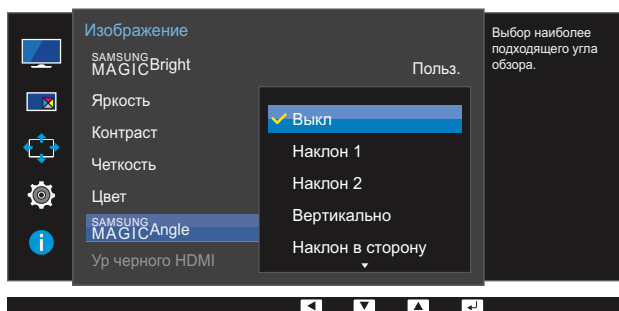 Изображение
SAMSUNG
MAGICBright
Польз.
Яркость
Контраст
Четкость
Цвет
SAMSUNG
MAGICAngle
Ур черного HDMI
Выкл
Наклон 1
Наклон 2
Вертикально
Наклон в сторону
Выбор наиболее
подходящего угла
обзора.